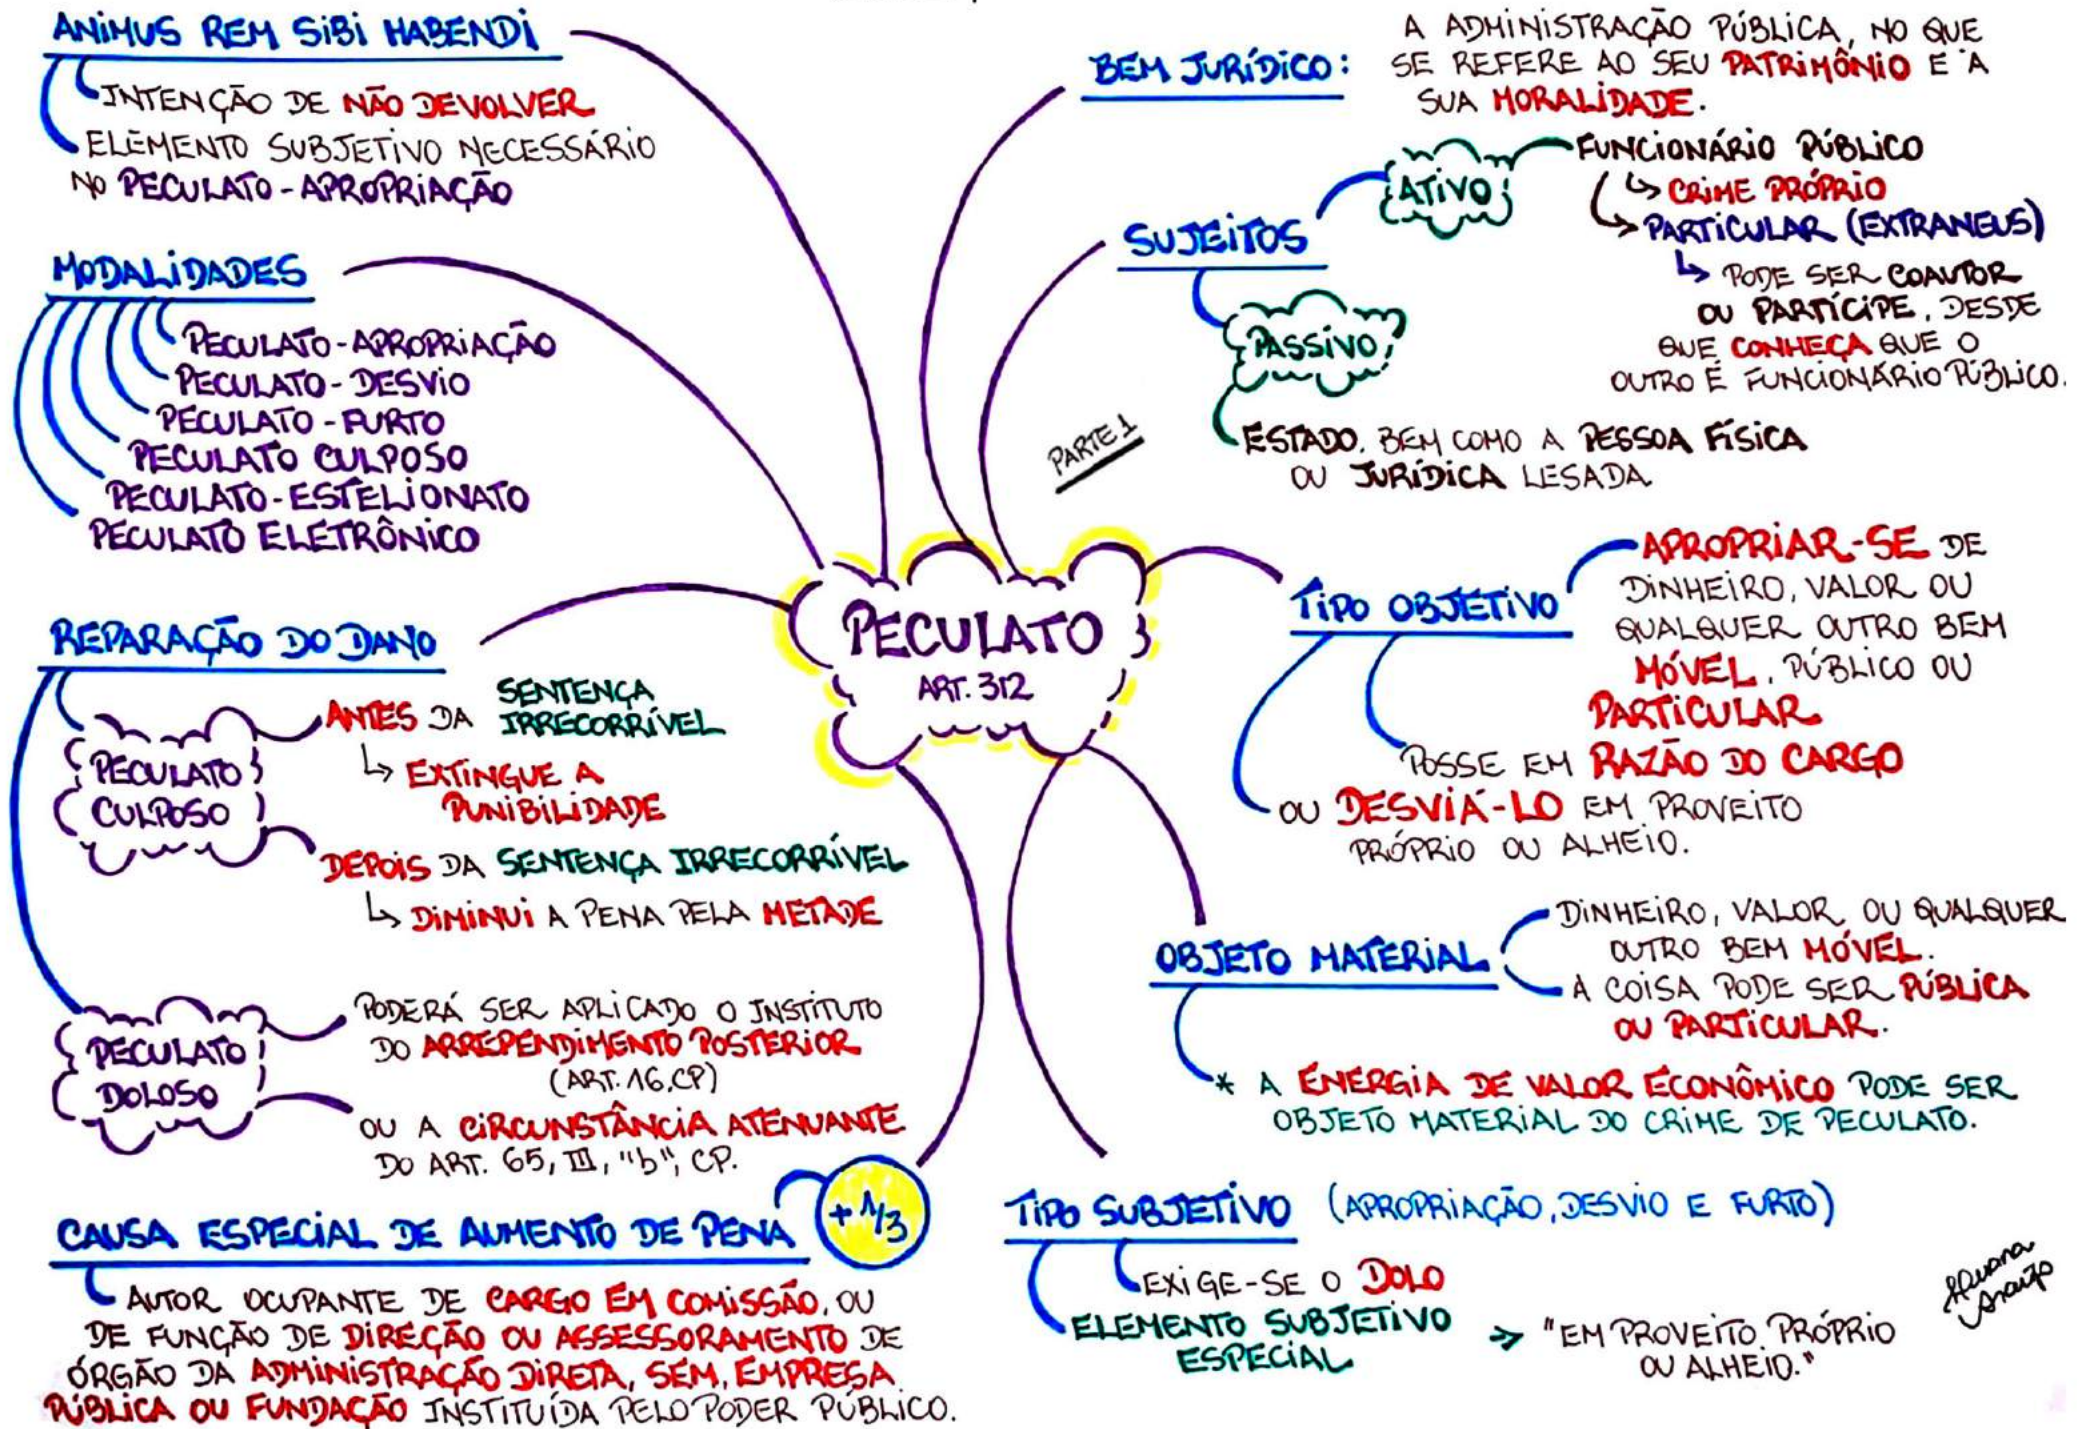 ANIMUS REM SIBI HABENDI
INTENÇÃO DE NÃO DEVOLVER
ELEMENTO SUBJETIVO NECESSÁRIO
NO PECULATO-APROPRIAÇÃO
MODALIDADES
PECULATO-APROPRIAÇÃO
PECULATO-DESVIO
PECULATO-FURTO
PECULATO CULPOSO
PECULATO-ESTELIONATO
PECULATO ELETRÔNICO
REPARAÇÃO DO DANO
PECULATO
CULPOSO
ANTES DA SENTENÇA
IRRECORRÍVEL
↳ EXTINGUE A
PUNIBILIDADE
DEPOIS DA SENTENÇA IRRECORRÍVEL
↳ DIMINUI A PENA PELA METADE
PECULATO
DOLOSO
PODERÁ SER APLICADO O INSTITUTO
DO ARREPENDIMENTO POSTERIOR
(ART. 16, CP)
OU A CIRCUNSTÂNCIA ATENUANTE
DO ART. 65, III, "b", CP.
CAUSA ESPECIAL DE AUMENTO DE PENA
+ 1/3
AUTOR OCUPANTE DE CARGO EM COMISSÃO, OU
DE FUNÇÃO DE DIREÇÃO OU ASSESSORAMENTO DE
ÓRGÃO DA ADMINISTRAÇÃO DIRETA, SEM, EMPRESA
PÚBLICA OU FUNDAÇÃO INSTITUÍDA PELO PODER PÚBLICO.
PECULATO
ART. 312
PARTE 1
BEM JURÍDICO:
A ADMINISTRAÇÃO PÚBLICA, NO QUE
SE REFERE AO SEU PATRIMÔNIO E À
SUA MORALIDADE.
SUJEITOS
ATIVO
FUNCIONÁRIO PÚBLICO
↳ CRIME PRÓPRIO
PARTICULAR (EXTRANEUS)
↳ PODE SER COAUTOR
OU PARTÍCIPE, DESDE
QUE CONHEÇA QUE O
OUTRO É FUNCIONÁRIO PÚBLICO.
PASSIVO
ESTADO, BEM COMO A PESSOA FÍSICA
OU JURÍDICA LESADA
TIPO OBJETIVO
APROPRIAR-SE DE
DINHEIRO, VALOR OU
QUALQUER OUTRO BEM
MÓVEL, PÚBLICO OU
PARTICULAR
POSSE EM RAZÃO DO CARGO
OU DESVIÁ-LO EM PROVEITO
PRÓPRIO OU ALHEIO.
OBJETO MATERIAL
DINHEIRO, VALOR OU QUALQUER
OUTRO BEM MÓVEL.
A COISA PODE SER PÚBLICA
OU PARTICULAR.
* A ENERGIA DE VALOR ECONÔMICO PODE SER
OBJETO MATERIAL DO CRIME DE PECULATO.
TIPO SUBJETIVO (APROPRIAÇÃO, DESVIO E FURTO)
EXIGE-SE O DOLO
ELEMENTO SUBJETIVO
ESPECIAL
→ "EM PROVEITO PRÓPRIO
OU ALHEIO."
Araújo